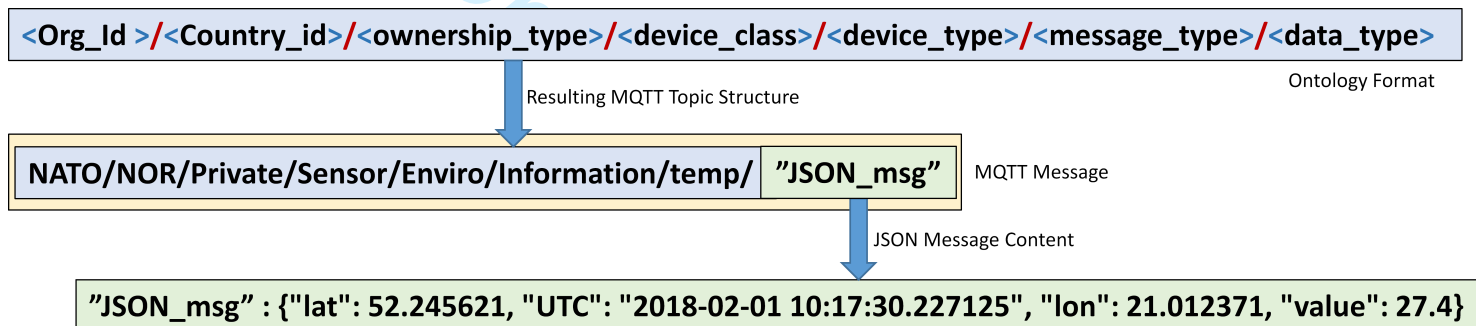 <Org_Id >/<Country_id>/<ownership_type>/<device_class>/<device_type>/<message_type>/<data_type>
Ontology Format
Resulting MQTT Topic Structure
NATO/NOR/Private/Sensor/Enviro/Information/temp/ ”JSON_msg”
MQTT Message
JSON Message Content
”JSON_msg” : {"lat": 52.245621, "UTC": "2018-02-01 10:17:30.227125", "lon": 21.012371, "value": 27.4}